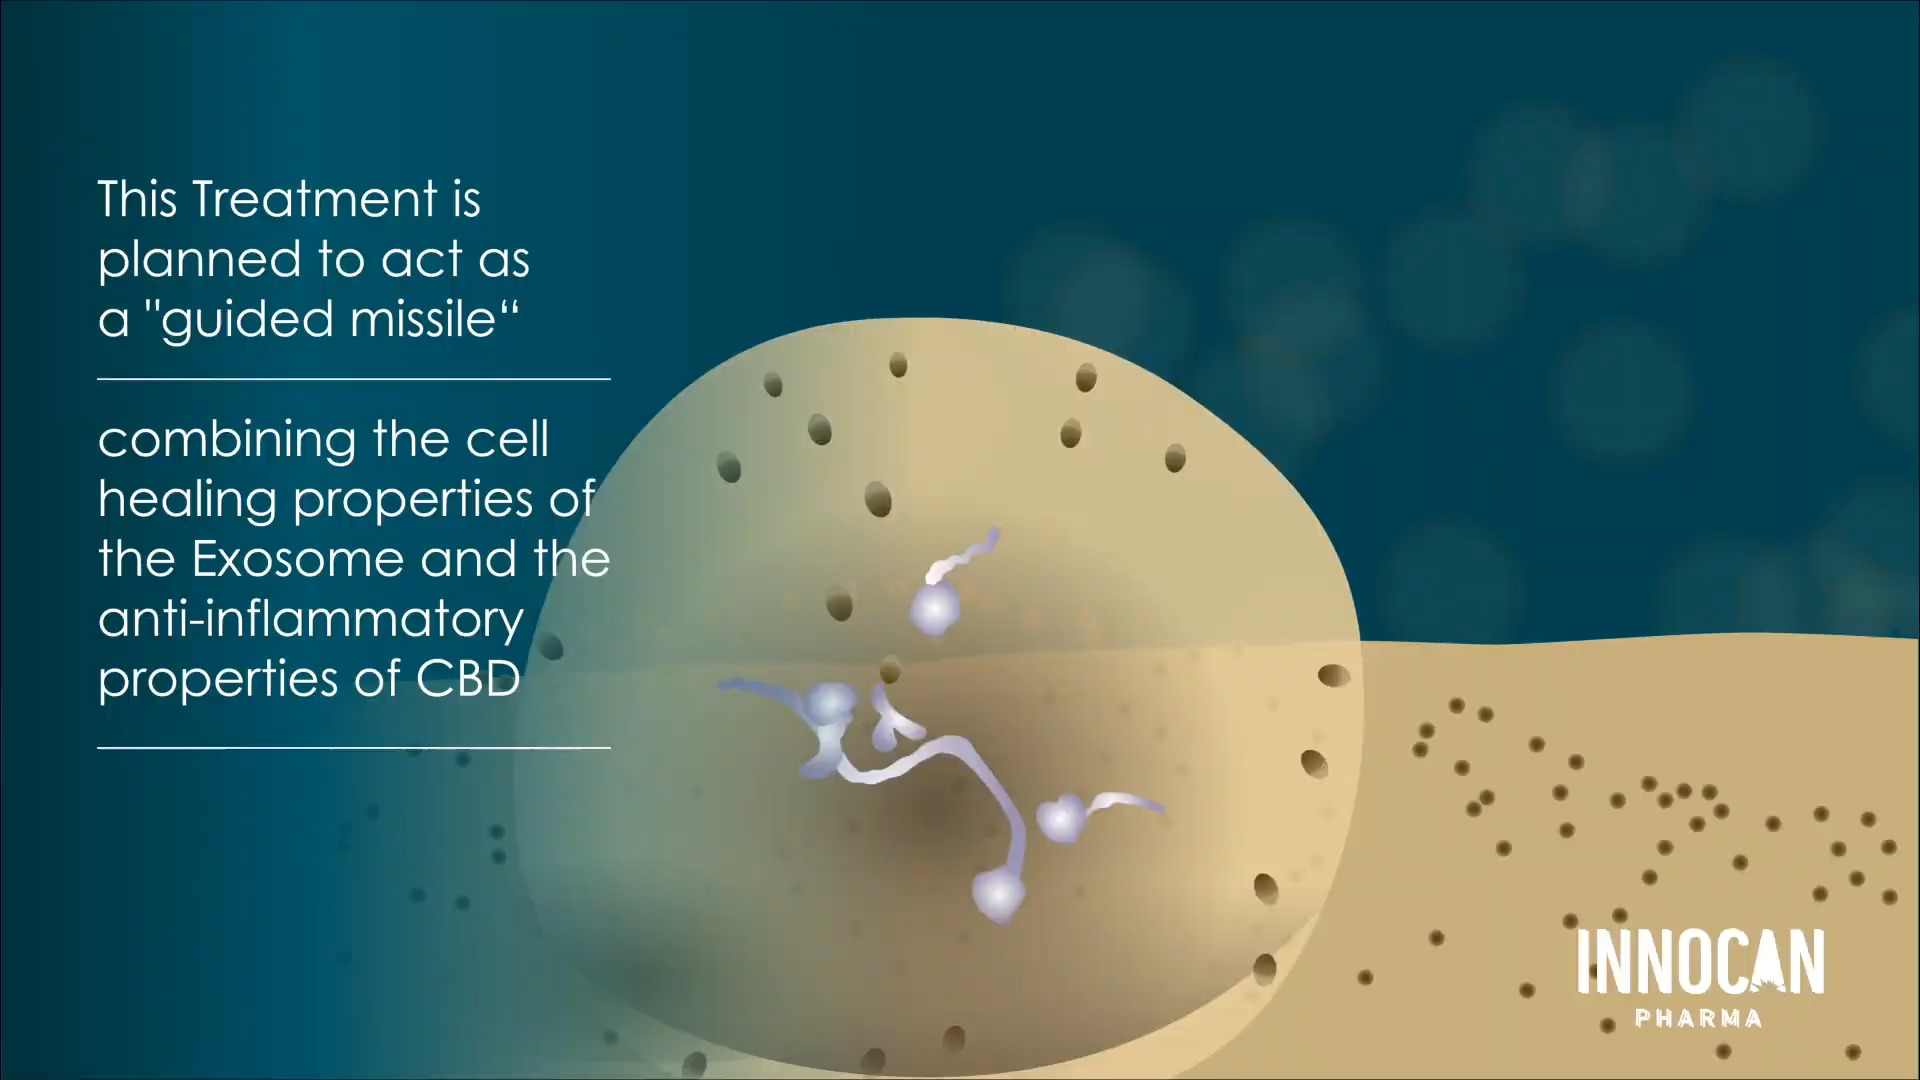 This Treatment is
planned to act as
a "guided missile“
combining the cell
healing properties of
the Exosome and the
anti-inflammatory
properties of CBD
INNOCAN
PHARMA